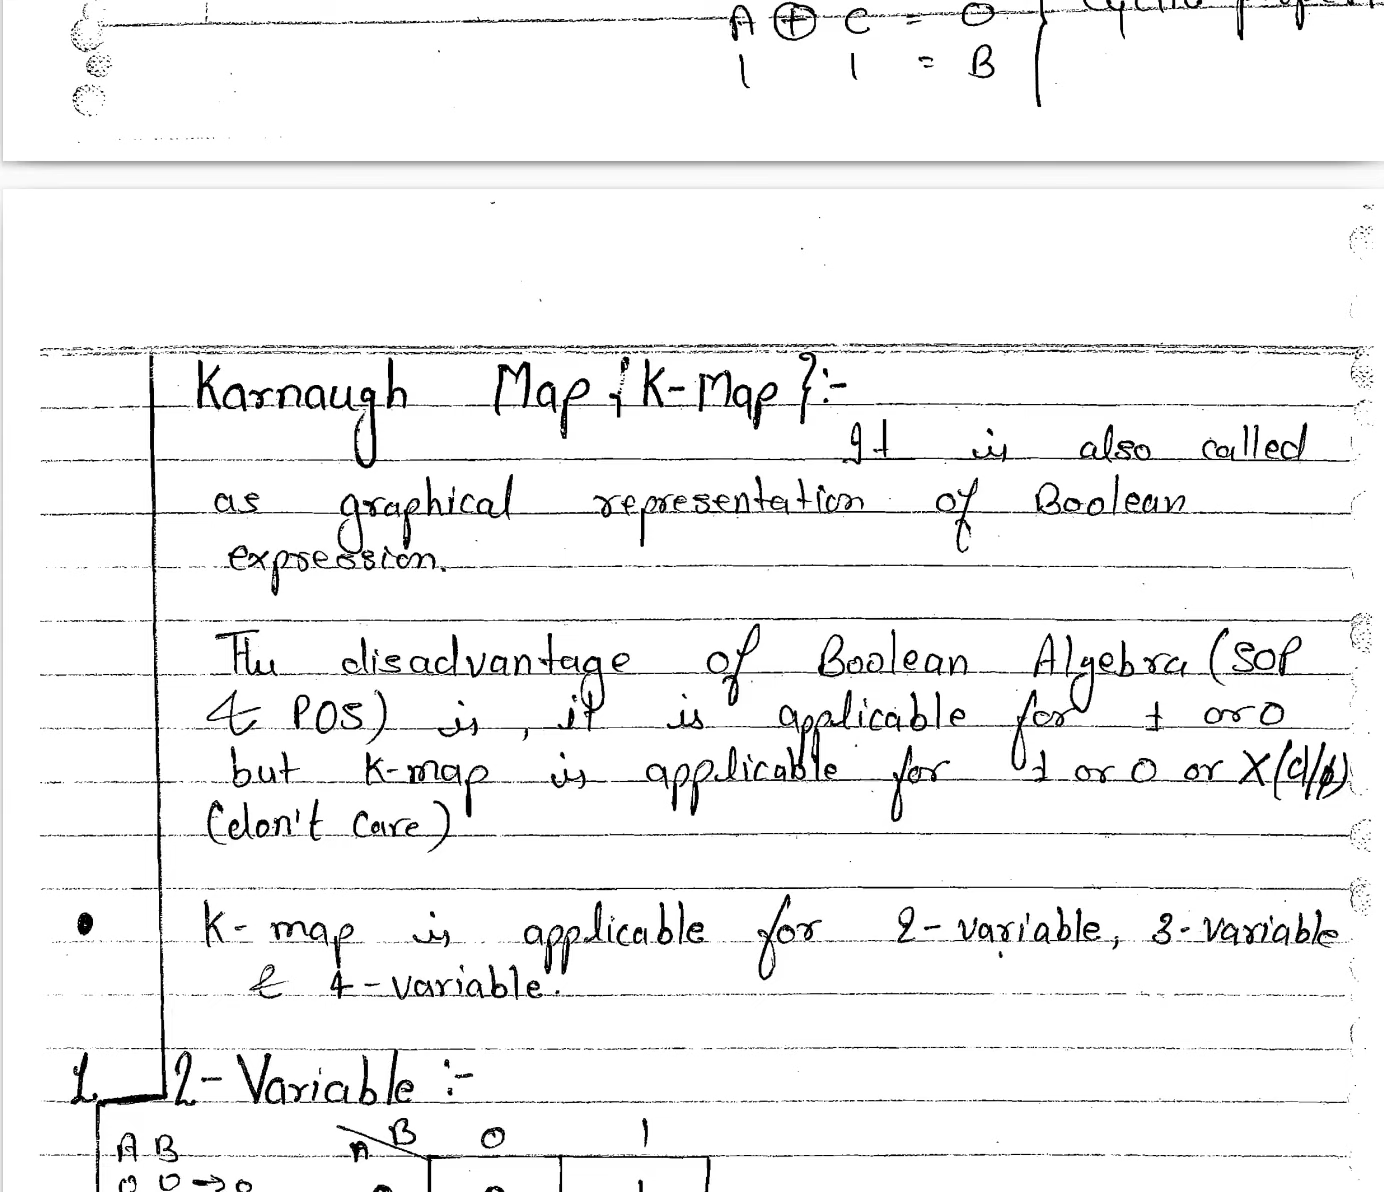 A ⊕ C = 0
1 1 = B
Karnaugh Map {K-Map}:-
It is also called
as graphical representation of Boolean
expression.
The disadvantage of Boolean Algebra (SOP
& POS) is, it is applicable for 1 or 0
but K-map is applicable for 1 or 0 or X/(d/ϕ)
(don't care)
• K-map is applicable for 2-variable, 3-variable
& 4-variable.
1. 2-Variable :-
A B
A B 0 1
0 0 → 0